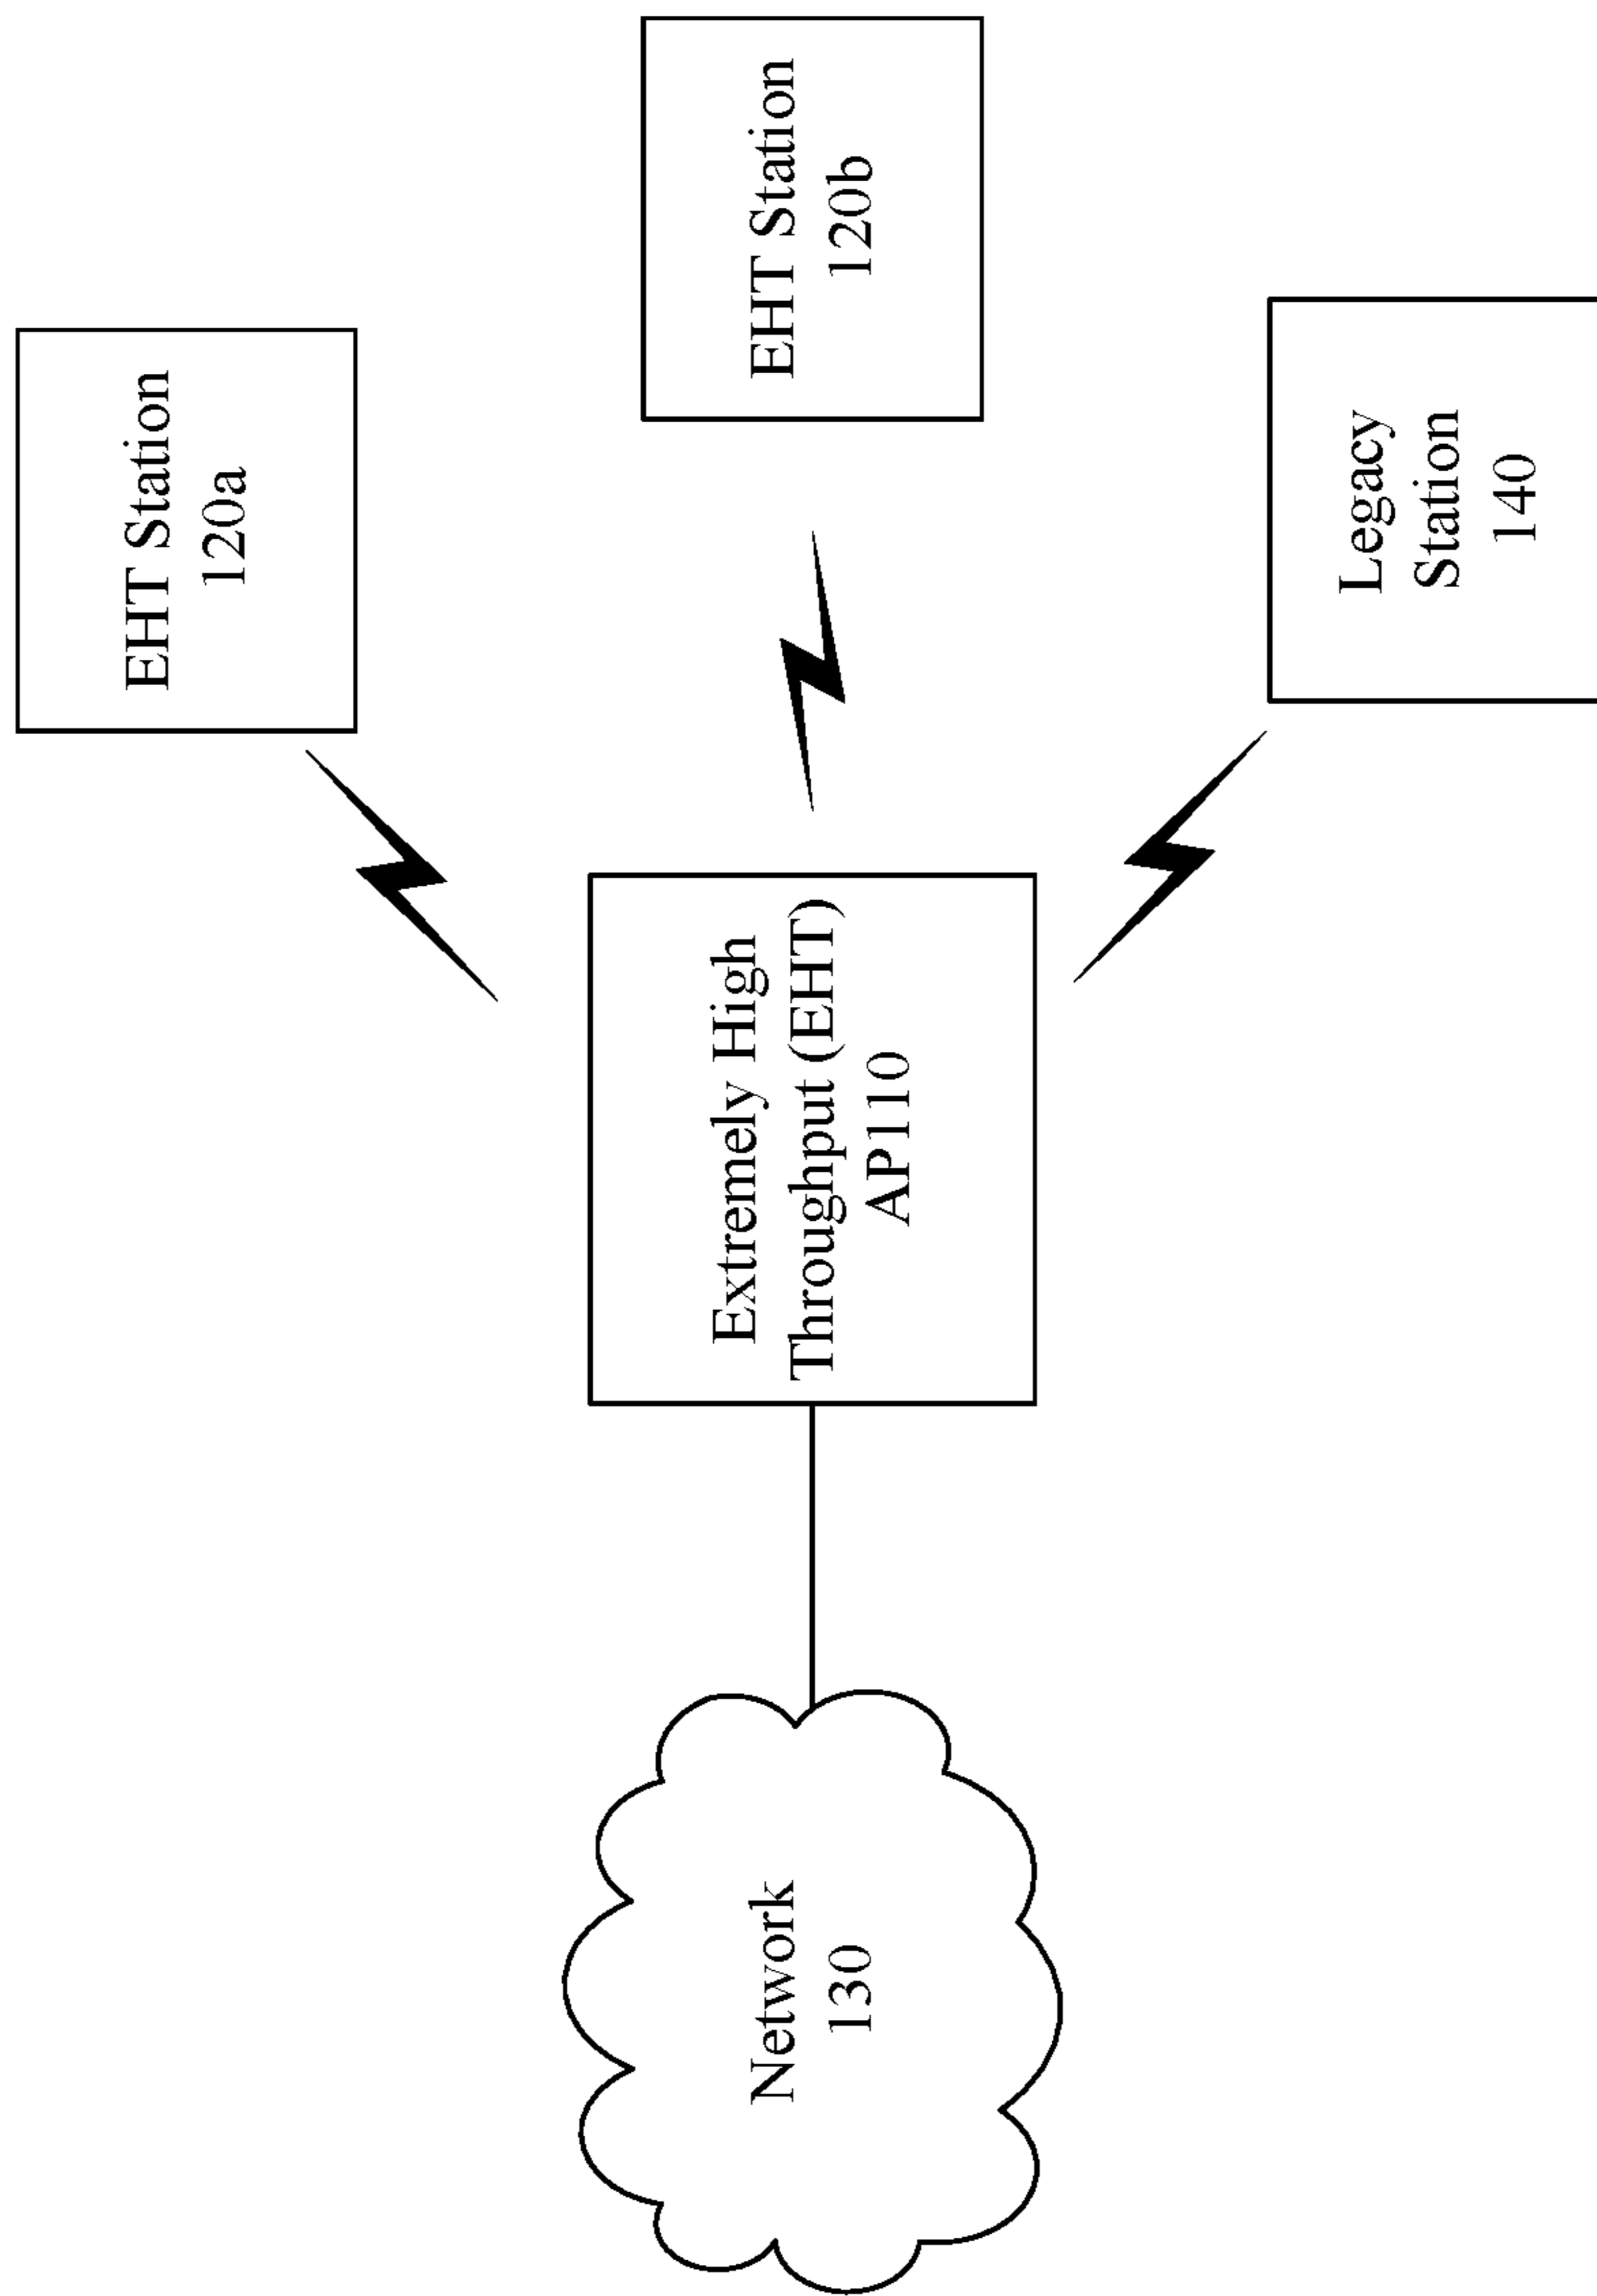 EHT Station
120a
EHT Station
120b
Legacy
Station
140
Extremely High
Throughput (EHT)
AP110
Network
130